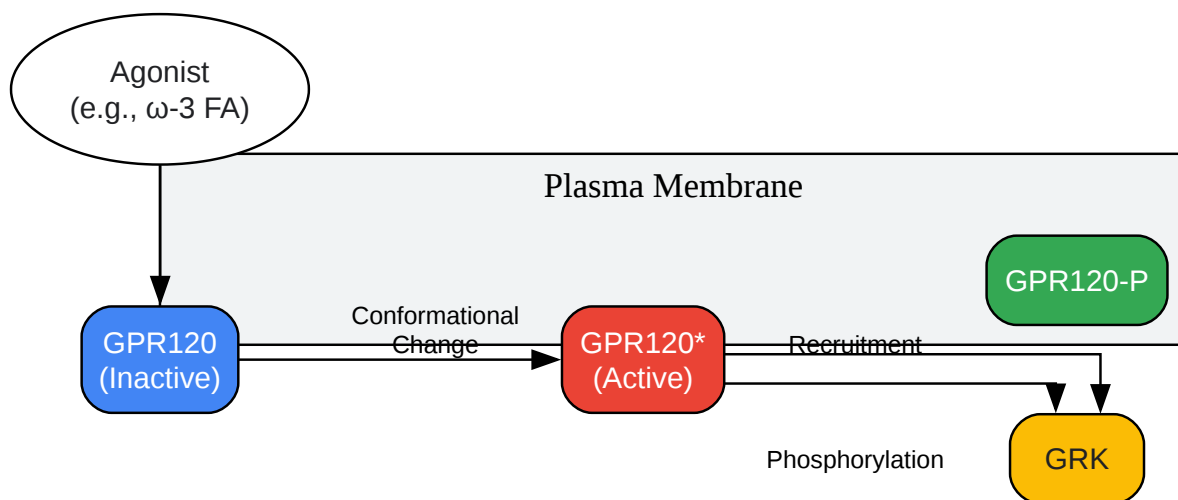 Agonist
(e.g., ω-3 FA)
Plasma Membrane
GPR120-P
GPR120
(Inactive)
Conformational
Change
GPR120*
(Active)
Recruitment
Phosphorylation
GRK